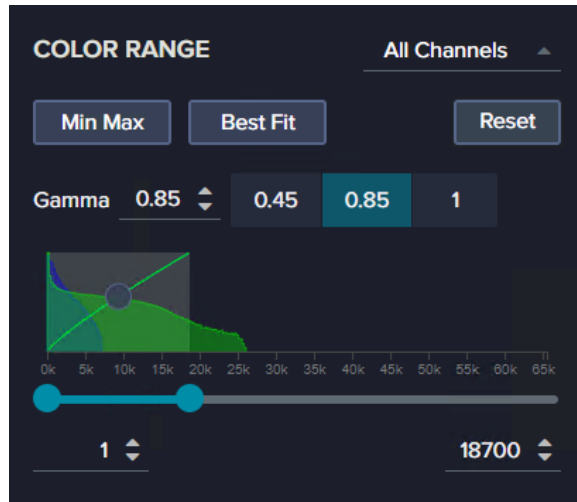 COLOR RANGE All Channels
Min Max Best Fit Reset
Gamma 0.85 0.45 0.85 1
0k 5k 10k 15k 20k 25k 30k 35k 40k 45k 50k 55k 60k 65k
1 18700